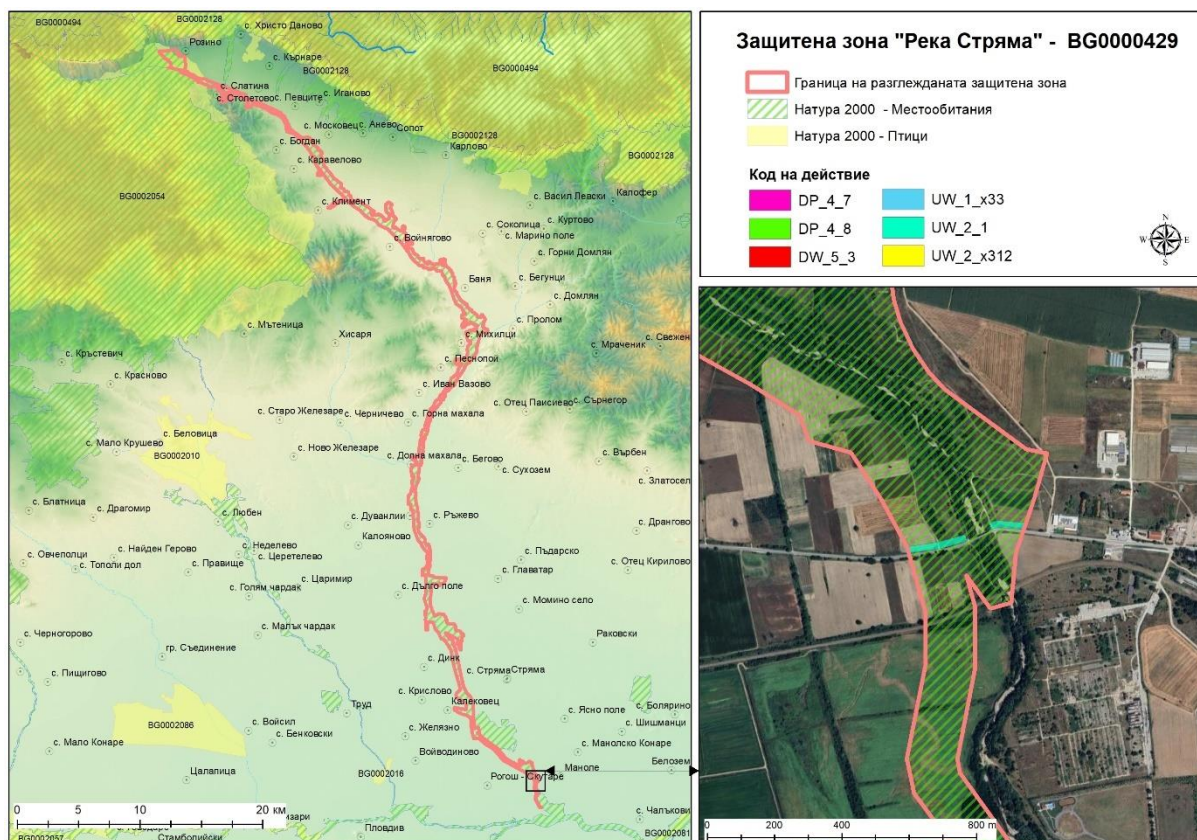 BG0000494
BG0002128
с. Христо Даново
Розино
с. Кърнаре
BG0002128
BG0000494
с. Слатина
с. Иганово
с. Столетово
с. Певците
с. Московец
с. Анево
Сопот
с. Богдан
BG0002128
Карлово
BG0002128
с. Каравелово
BG0002054
с. Васил Левски
Калофер
с. Климент
с. Куртово
с. Соколица
с. Марино поле
с. Войнягово
с. Горни Домлян
Баня
с. Бегунци
с. Домлян
с. Мътеница
с. Пролом
Хисаря
с. Михилци
с. Свежен
с. Мраченик
с. Кръстевич
с. Песнопой
с. Красново
с. Иван Вазово
с. Отец Паисиево
с. Сърнегор
с. Старо Железаре
с. Черничево
с. Горна махала
с. Беловица
с. Мало Крушево
BG0002010
с. Ново Железаре
с. Долна махала
с. Бегово
с. Сухозем
с. Върбен
с. Златосел
с. Блатница
с. Драгомир
с. Любен
с. Дуванлии
с. Ръжево
с. Дрангово
Калояново
с. Овчеполци
с. Найден Герово
с. Неделево
с. Церетелево
с. Пъдарско
с. Тополи дол
с. Правище
с. Отец Кирилово
с. Главатар
с. Царимир
с. Голям чардак
с. Дълго поле
с. Момино село
с. Черногорово
с. Малък чардак
Раковски
гр. Съединение
с. Динк
с. Пищигово
с. Стряма
Стряма
с. Крислово
Калековец
Труд
с. Болярино
BG0002086
с. Ясно поле
с. Войсил
с. Шишманци
с. Желязно
с. Бенковски
с. Мало Конаре
с. Манолско Конаре
Войводиново
Маноле
Белозем
Цалапица
BG0002016
Рогош - Скутаре
0
10
20 км
с. Чалъкови
Пловдив
BG0002057
Стамболийски
BG0002081
Защитена зона "Река Стряма" - BG0000429
Граница на разглежданата защитена зона
Натура 2000 - Местообитания
Натура 2000 - Птици
Код на действие
DP_4_7
UW_1_x33
DP_4_8
UW_2_1
DW_5_3
UW_2_x312
N
W
E
S
0
200
400
800 m